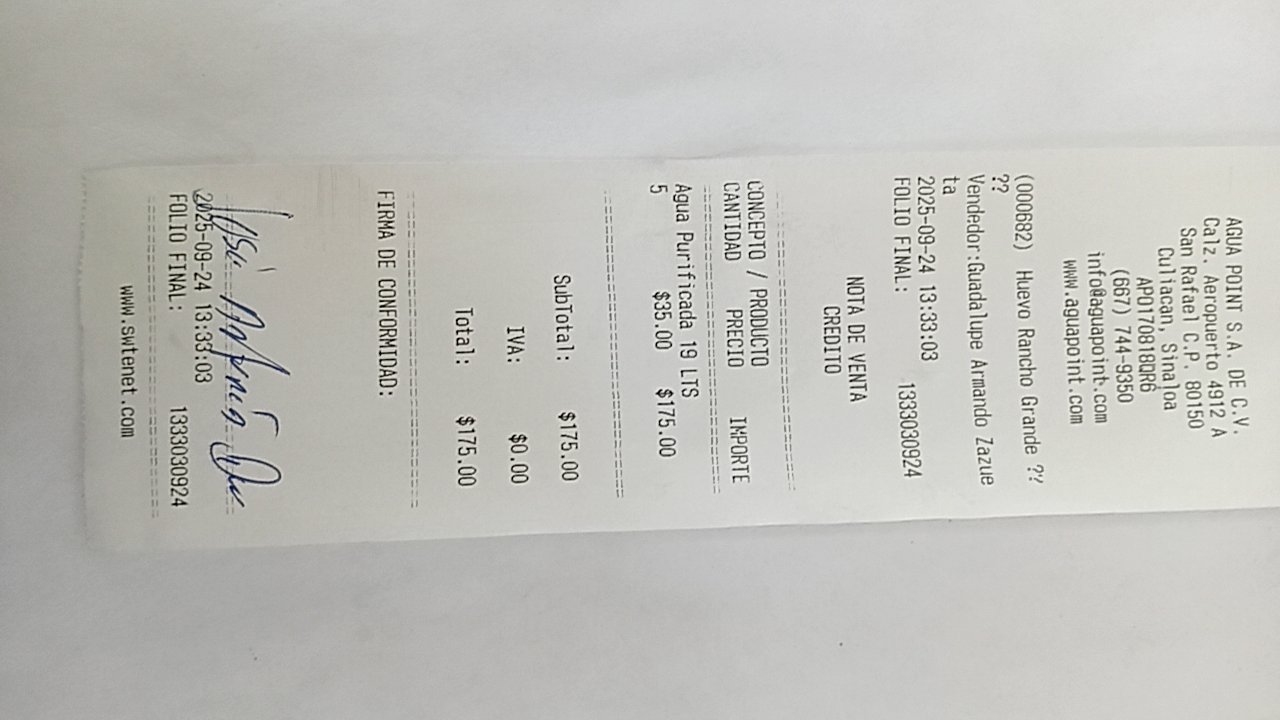 AGUA POINT S.A. DE C.V.
Calz. Aeropuerto 4912 A
San Rafael C.P. 80150
Culiacan, Sinaloa
APO170818QR6
(667) 744-9350
info@aguapoint.com
www.aguapoint.com
(000682) Huevo Rancho Grande ??
??
Vendedor:Guadalupe Armando Zazue
ta
2025-09-24 13:33:03
FOLIO FINAL: 1333030924
NOTA DE VENTA
CREDITO
CONCEPTO / PRODUCTO
CANTIDAD PRECIO IMPORTE
Agua Purificada 19 LTS
5 $35.00 $175.00
SubTotal: $175.00
IVA: $0.00
Total: $175.00
FIRMA DE CONFORMIDAD:
2025-09-24 13:33:03
FOLIO FINAL: 1333030924
www.swtenet.com